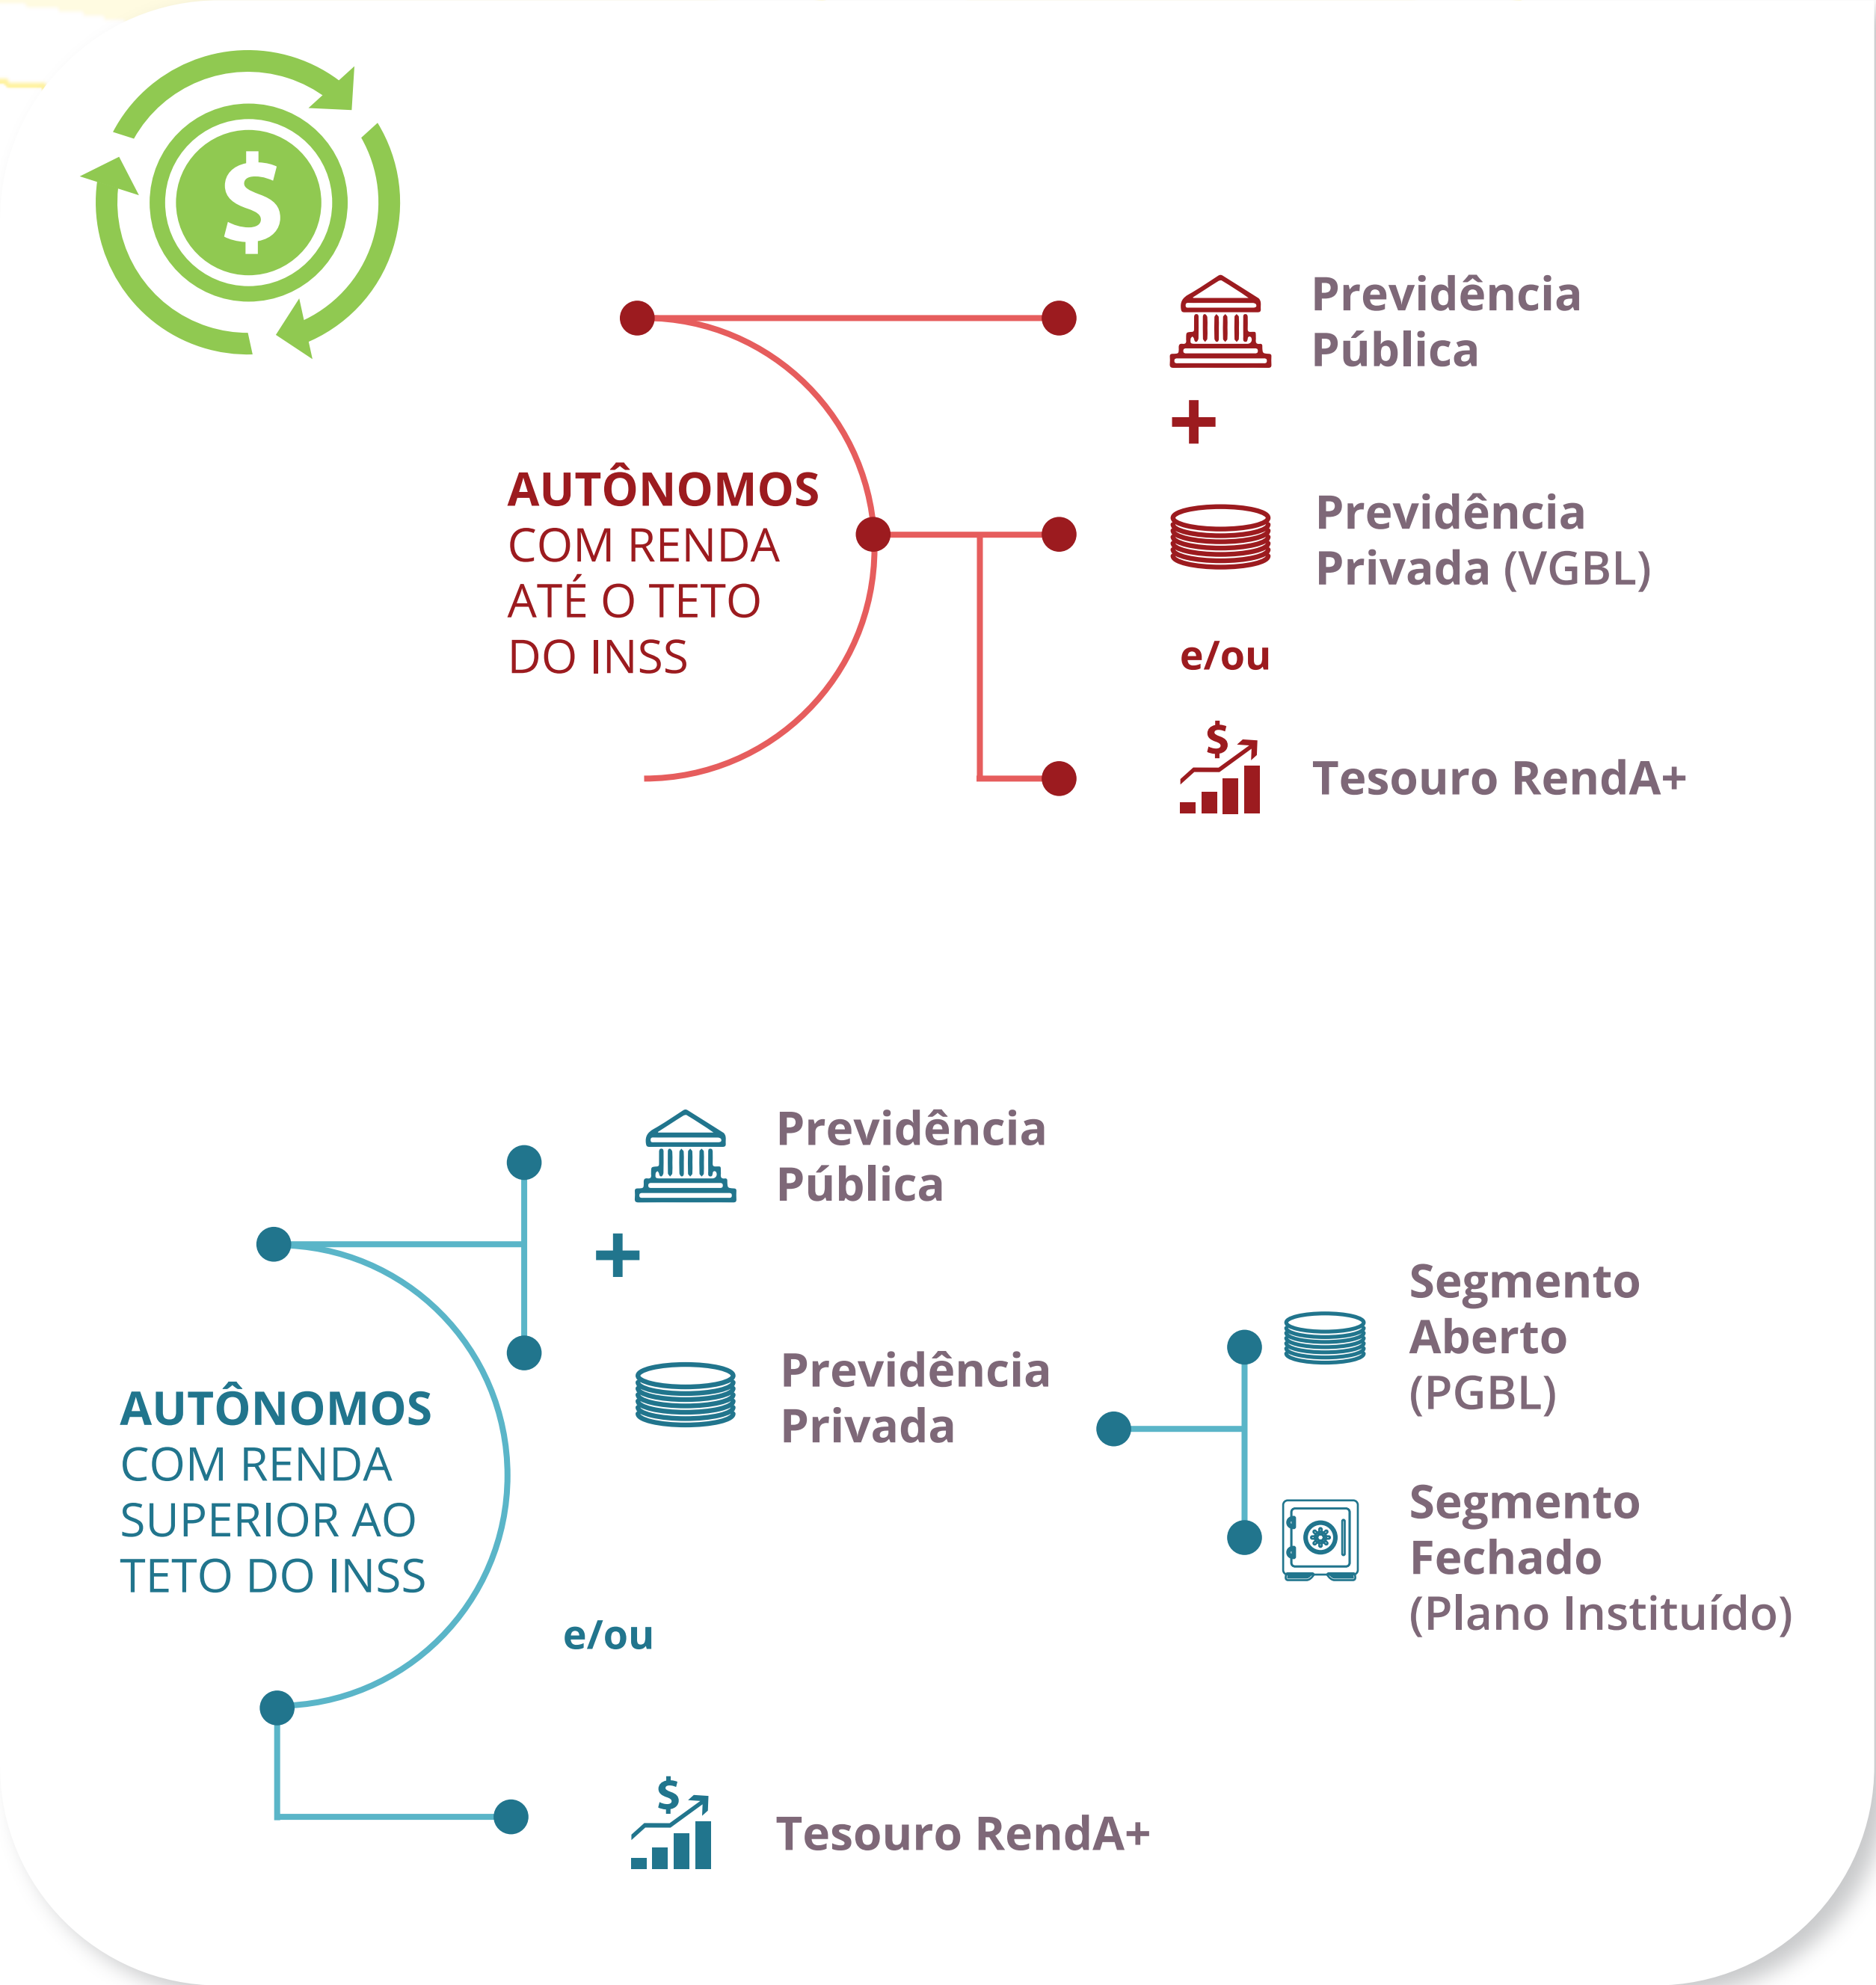 $
Previdência
Pública
+
AUTÔNOMOS
COM RENDA
ATÉ O TETO
DO INSS
Previdência
Privada (VGBL)
e/ou
$
Tesouro RendA+
Previdência
Pública
+
AUTÔNOMOS
COM RENDA
SUPERIOR AO
TETO DO INSS
Previdência
Privada
Segmento
Aberto
(PGBL)
Segmento
Fechado
(Plano Instituído)
e/ou
$
Tesouro RendA+